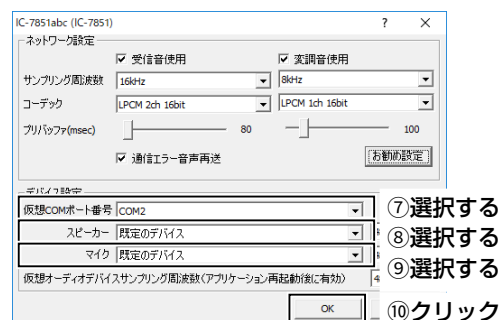 IC-7851abc (IC-7851) ? ×
ネットワーク設定
受信音使用 変調音使用
サンプリング周波数 16kHz 8kHz
コーデック LPCM 2ch 16bit LPCM 1ch 16bit
プリバッファ(msec) 80 100
通信エラー音声再送 お勧め設定
デバイス設定
仮想COMポート番号 COM2 ⑦選択する
スピーカー 既定のデバイス ⑧選択する
マイク 既定のデバイス ⑨選択する
仮想オーディオデバイスサンプリング周波数(アプリケーション再起動後に有効)
OK ⑩クリック